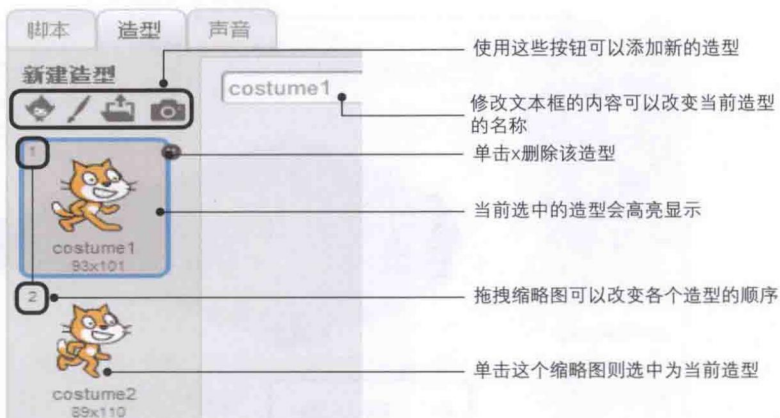 脚本 造型 声音
使用这些按钮可以添加新的造型
新建造型
costume1
修改文本框的内容可以改变当前造型
的名称
单击x删除该造型
1
当前选中的造型会高亮显示
costume1
93x101
2
拖拽缩略图可以改变各个造型的顺序
单击这个缩略图则选中为当前造型
costume2
89x110